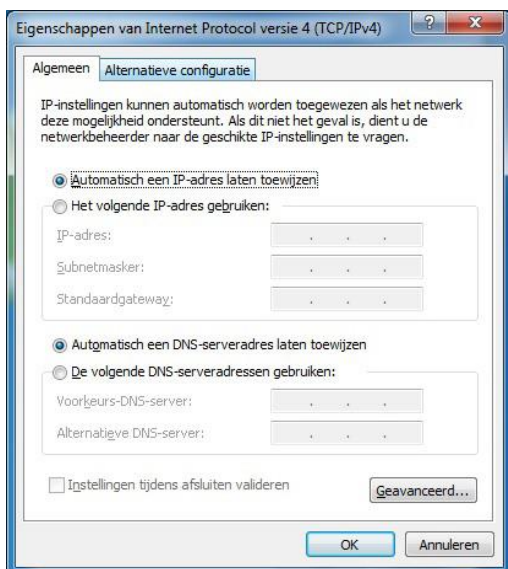 Eigenschappen van Internet Protocol versie 4 (TCP/IPv4)
Algemeen
Alternatieve configuratie
IP-instellingen kunnen automatisch worden toegewezen als het netwerk
deze mogelijkheid ondersteunt. Als dit niet het geval is, dient u de
netwerkbeheerder naar de geschikte IP-instellingen te vragen.
Automatisch een IP-adres laten toewijzen
Het volgende IP-adres gebruiken:
IP-adres:
Subnetmasker:
Standaardgateway:
Automatisch een DNS-serveradres laten toewijzen
De volgende DNS-serveradressen gebruiken:
Voorkeurs-DNS-server:
Alternatieve DNS-server:
Instellingen tijdens afsluiten valideren
Geavanceerd...
OK
Annuleren